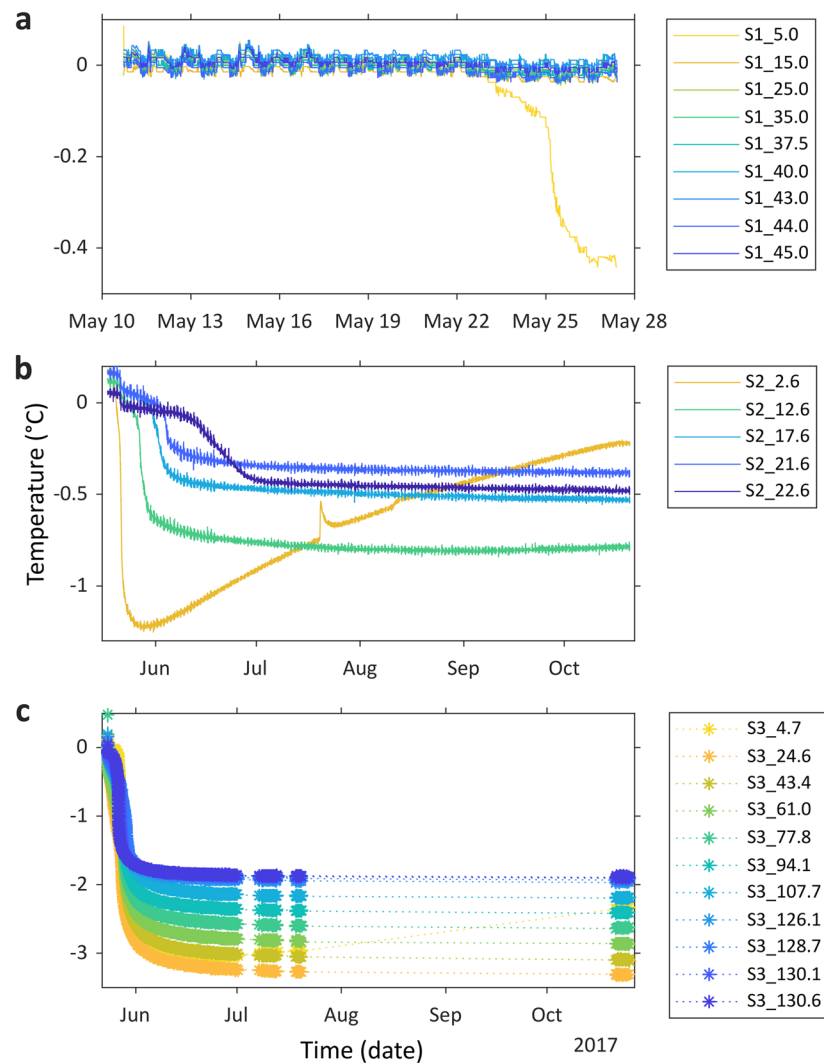 a
0
-0.2
-0.4
May 10 May 13 May 16 May 19 May 22 May 25 May 28
S1_5.0
S1_15.0
S1_25.0
S1_35.0
S1_37.5
S1_40.0
S1_43.0
S1_44.0
S1_45.0
b
Temperature (°C)
0
-0.5
-1
Jun Jul Aug Sep Oct
S2_2.6
S2_12.6
S2_17.6
S2_21.6
S2_22.6
c
0
-1
-2
-3
Jun Jul Aug Sep Oct
2017
Time (date)
S3_4.7
S3_24.6
S3_43.4
S3_61.0
S3_77.8
S3_94.1
S3_107.7
S3_126.1
S3_128.7
S3_130.1
S3_130.6